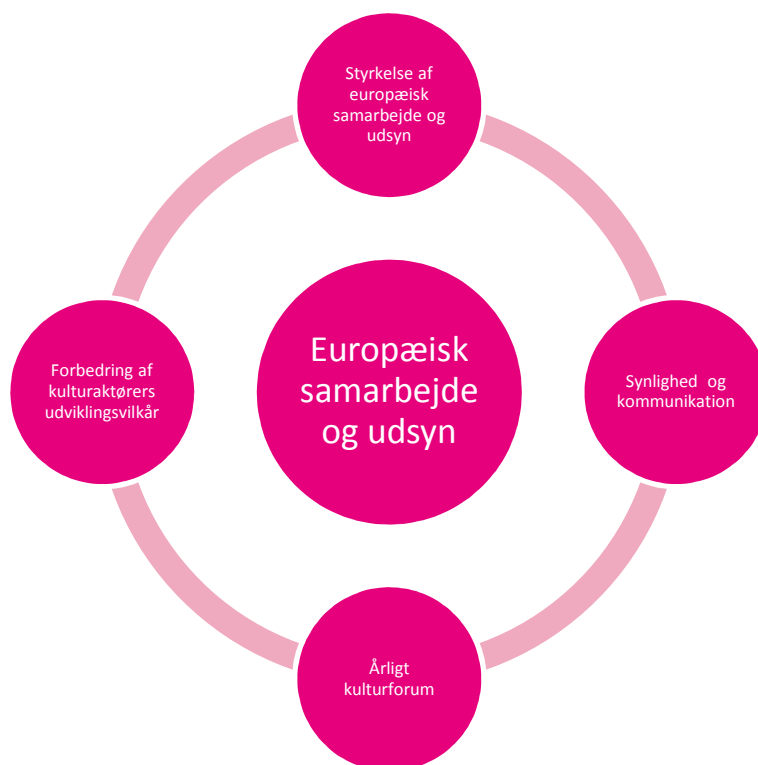 Styrkelse af
europæisk
samarbejde og
udsyn
Forbedring af
kulturaktørers
udviklingsvilkår
Europæisk
samarbejde
og udsyn
Synlighed og
kommunikation
Årligt
kulturforum